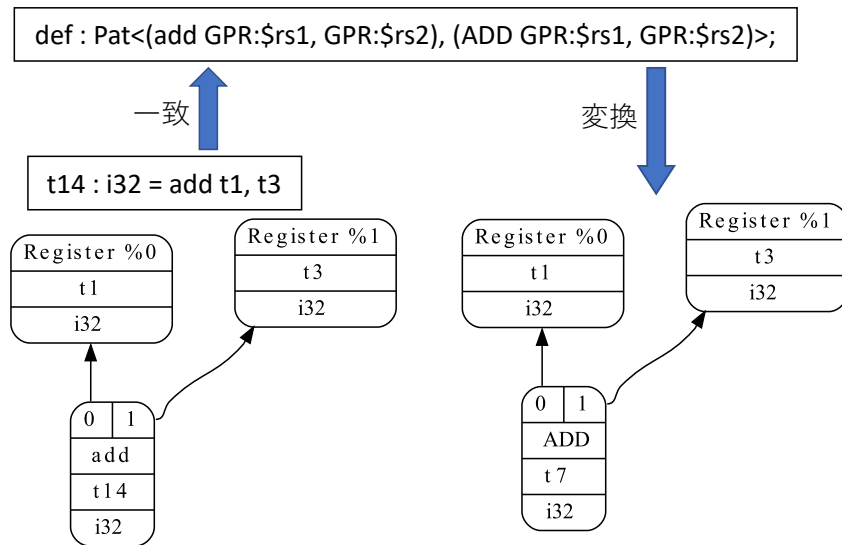 def : Pat<(add GPR:$rs1, GPR:$rs2), (ADD GPR:$rs1, GPR:$rs2)>;
一致
変換
t14 : i32 = add t1, t3
Register %0
t1
i32
Register %1
t3
i32
0 1
add
t14
i32
Register %0
t1
i32
Register %1
t3
i32
0 1
ADD
t7
i32